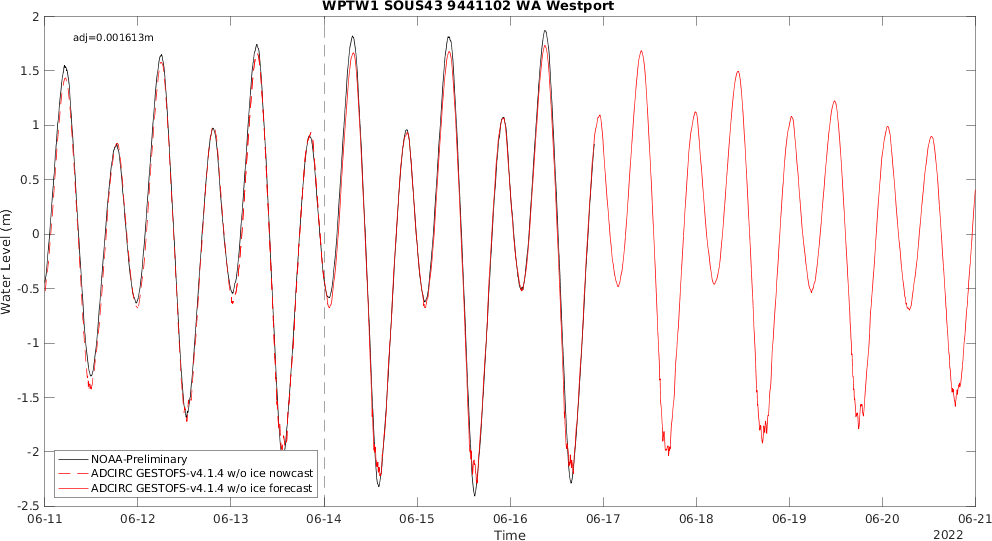 WPTW1 SOUS43 9441102 WA Westport
adj=0.001613m
2
1.5
1
0.5
0
-0.5
-1
-1.5
-2
-2.5
Water Level (m)
NOAA-Preliminary
ADCIRC GESTOFS-v4.1.4 w/o ice nowcast
ADCIRC GESTOFS-v4.1.4 w/o ice forecast
06-11 06-12 06-13 06-14 06-15 06-16 06-17 06-18 06-19 06-20 06-21
Time
2022